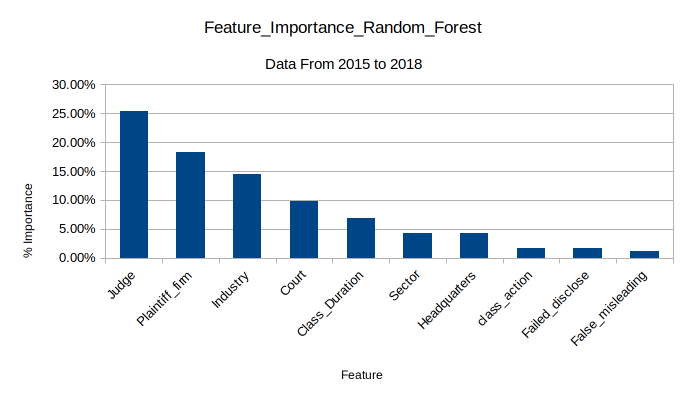 Feature_Importance_Random_Forest
Data From 2015 to 2018
30.00%
25.00%
20.00%
15.00%
10.00%
5.00%
0.00%
% Importance
Judge
Plaintiff_firm
Industry
Court
Class_Duration
Sector
Headquarters
class_action
Failed_disclose
False_misleading
Feature